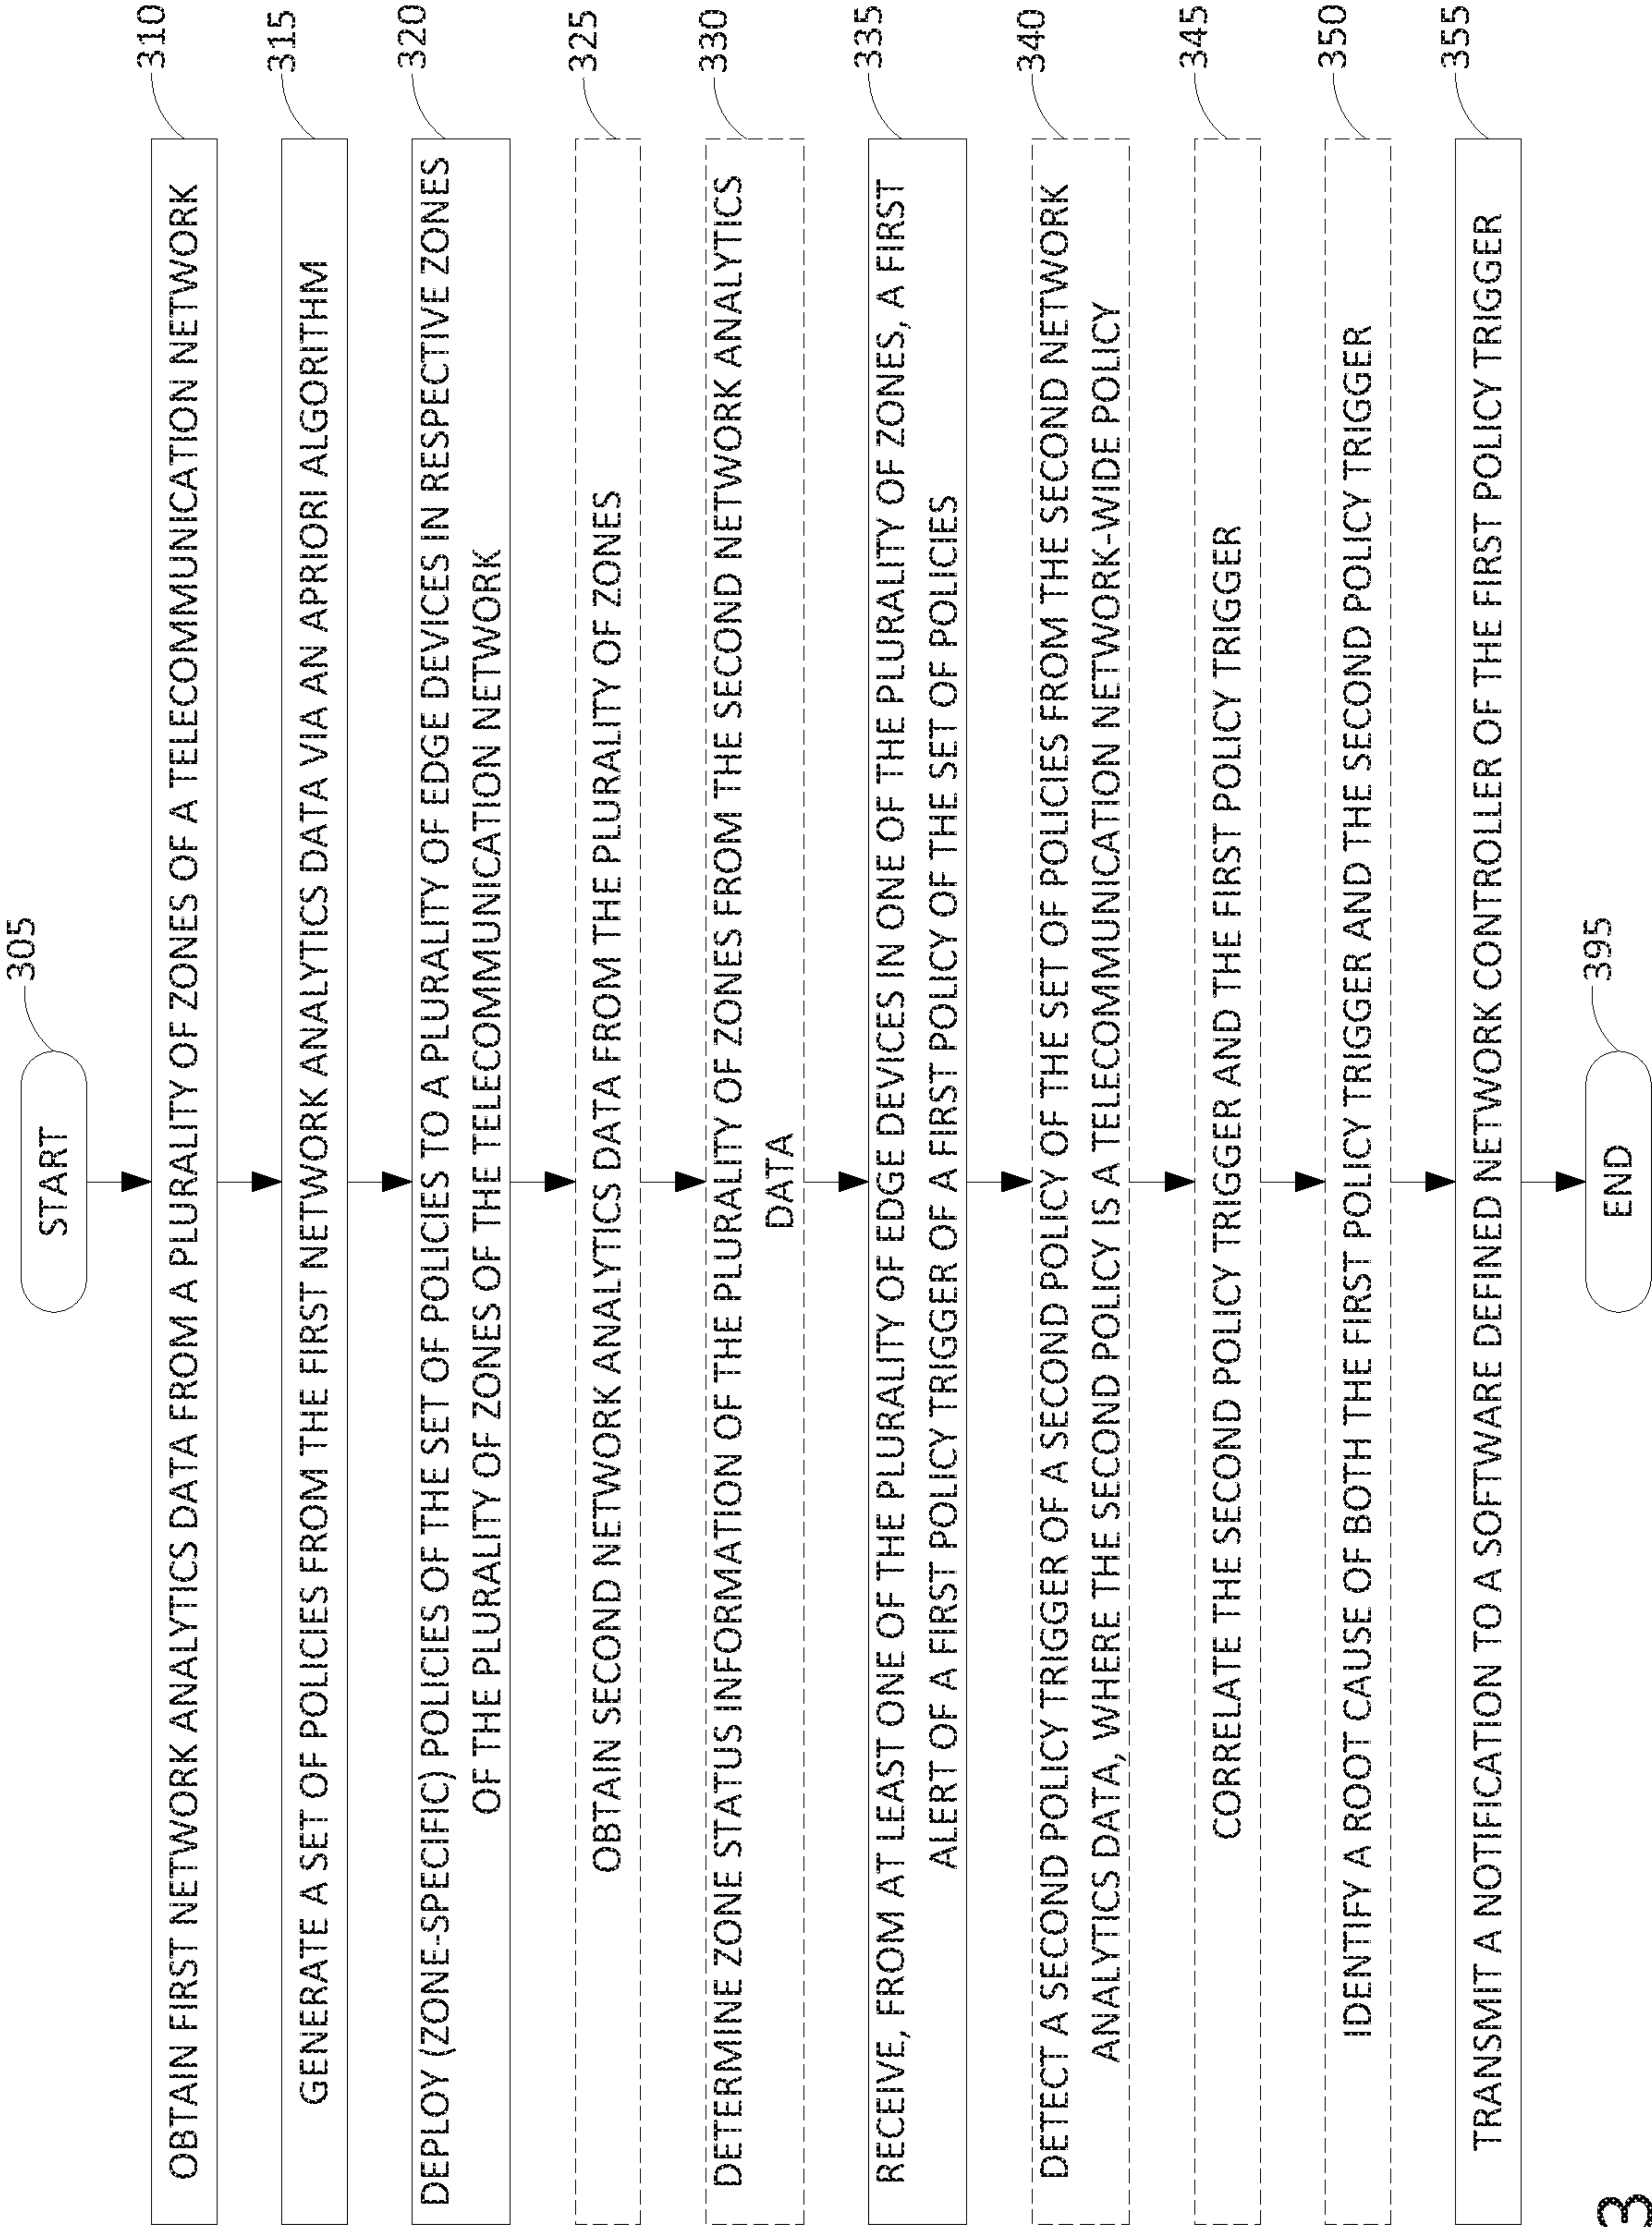 START
305
OBTAIN FIRST NETWORK ANALYTICS DATA FROM A PLURALITY OF ZONES OF A TELECOMMUNICATION NETWORK
310
GENERATE A SET OF POLICIES FROM THE FIRST NETWORK ANALYTICS DATA VIA AN APRIORI ALGORITHM
315
DEPLOY (ZONE-SPECIFIC) POLICIES OF THE SET OF POLICIES TO A PLURALITY OF EDGE DEVICES IN RESPECTIVE ZONES
OF THE PLURALITY OF ZONES OF THE TELECOMMUNICATION NETWORK
320
OBTAIN SECOND NETWORK ANALYTICS DATA FROM THE PLURALITY OF ZONES
325
DETERMINE ZONE STATUS INFORMATION OF THE PLURALITY OF ZONES FROM THE SECOND NETWORK ANALYTICS
DATA
330
RECEIVE, FROM AT LEAST ONE OF THE PLURALITY OF EDGE DEVICES IN ONE OF THE PLURALITY OF ZONES, A FIRST
ALERT OF A FIRST POLICY TRIGGER OF A FIRST POLICY OF THE SET OF POLICIES
335
DETECT A SECOND POLICY TRIGGER OF A SECOND POLICY OF THE SET OF POLICIES FROM THE SECOND NETWORK
ANALYTICS DATA, WHERE THE SECOND POLICY IS A TELECOMMUNICATION NETWORK-WIDE POLICY
340
CORRELATE THE SECOND POLICY TRIGGER AND THE FIRST POLICY TRIGGER
345
IDENTIFY A ROOT CAUSE OF BOTH THE FIRST POLICY TRIGGER AND THE SECOND POLICY TRIGGER
350
TRANSMIT A NOTIFICATION TO A SOFTWARE DEFINED NETWORK CONTROLLER OF THE FIRST POLICY TRIGGER
355
END
395
3